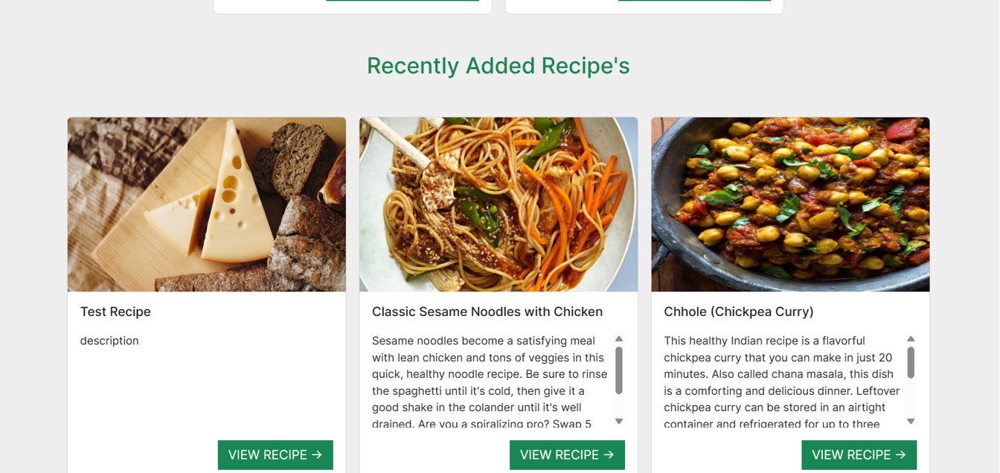 Recently Added Recipe's
Test Recipe
description
VIEW RECIPE →
Classic Sesame Noodles with Chicken
Sesame noodles become a satisfying meal
with lean chicken and tons of veggies in this
quick, healthy noodle recipe. Be sure to rinse
the spaghetti until it's cold, then give it a
good shake in the colander until it's well
drained. Are you a spiralizing pro? Swap 5
VIEW RECIPE →
Chhole (Chickpea Curry)
This healthy Indian recipe is a flavorful
chickpea curry that you can make in just 20
minutes. Also called chana masala, this dish
is a comforting and delicious dinner. Leftover
chickpea curry can be stored in an airtight
container and refrigerated for up to three
VIEW RECIPE →